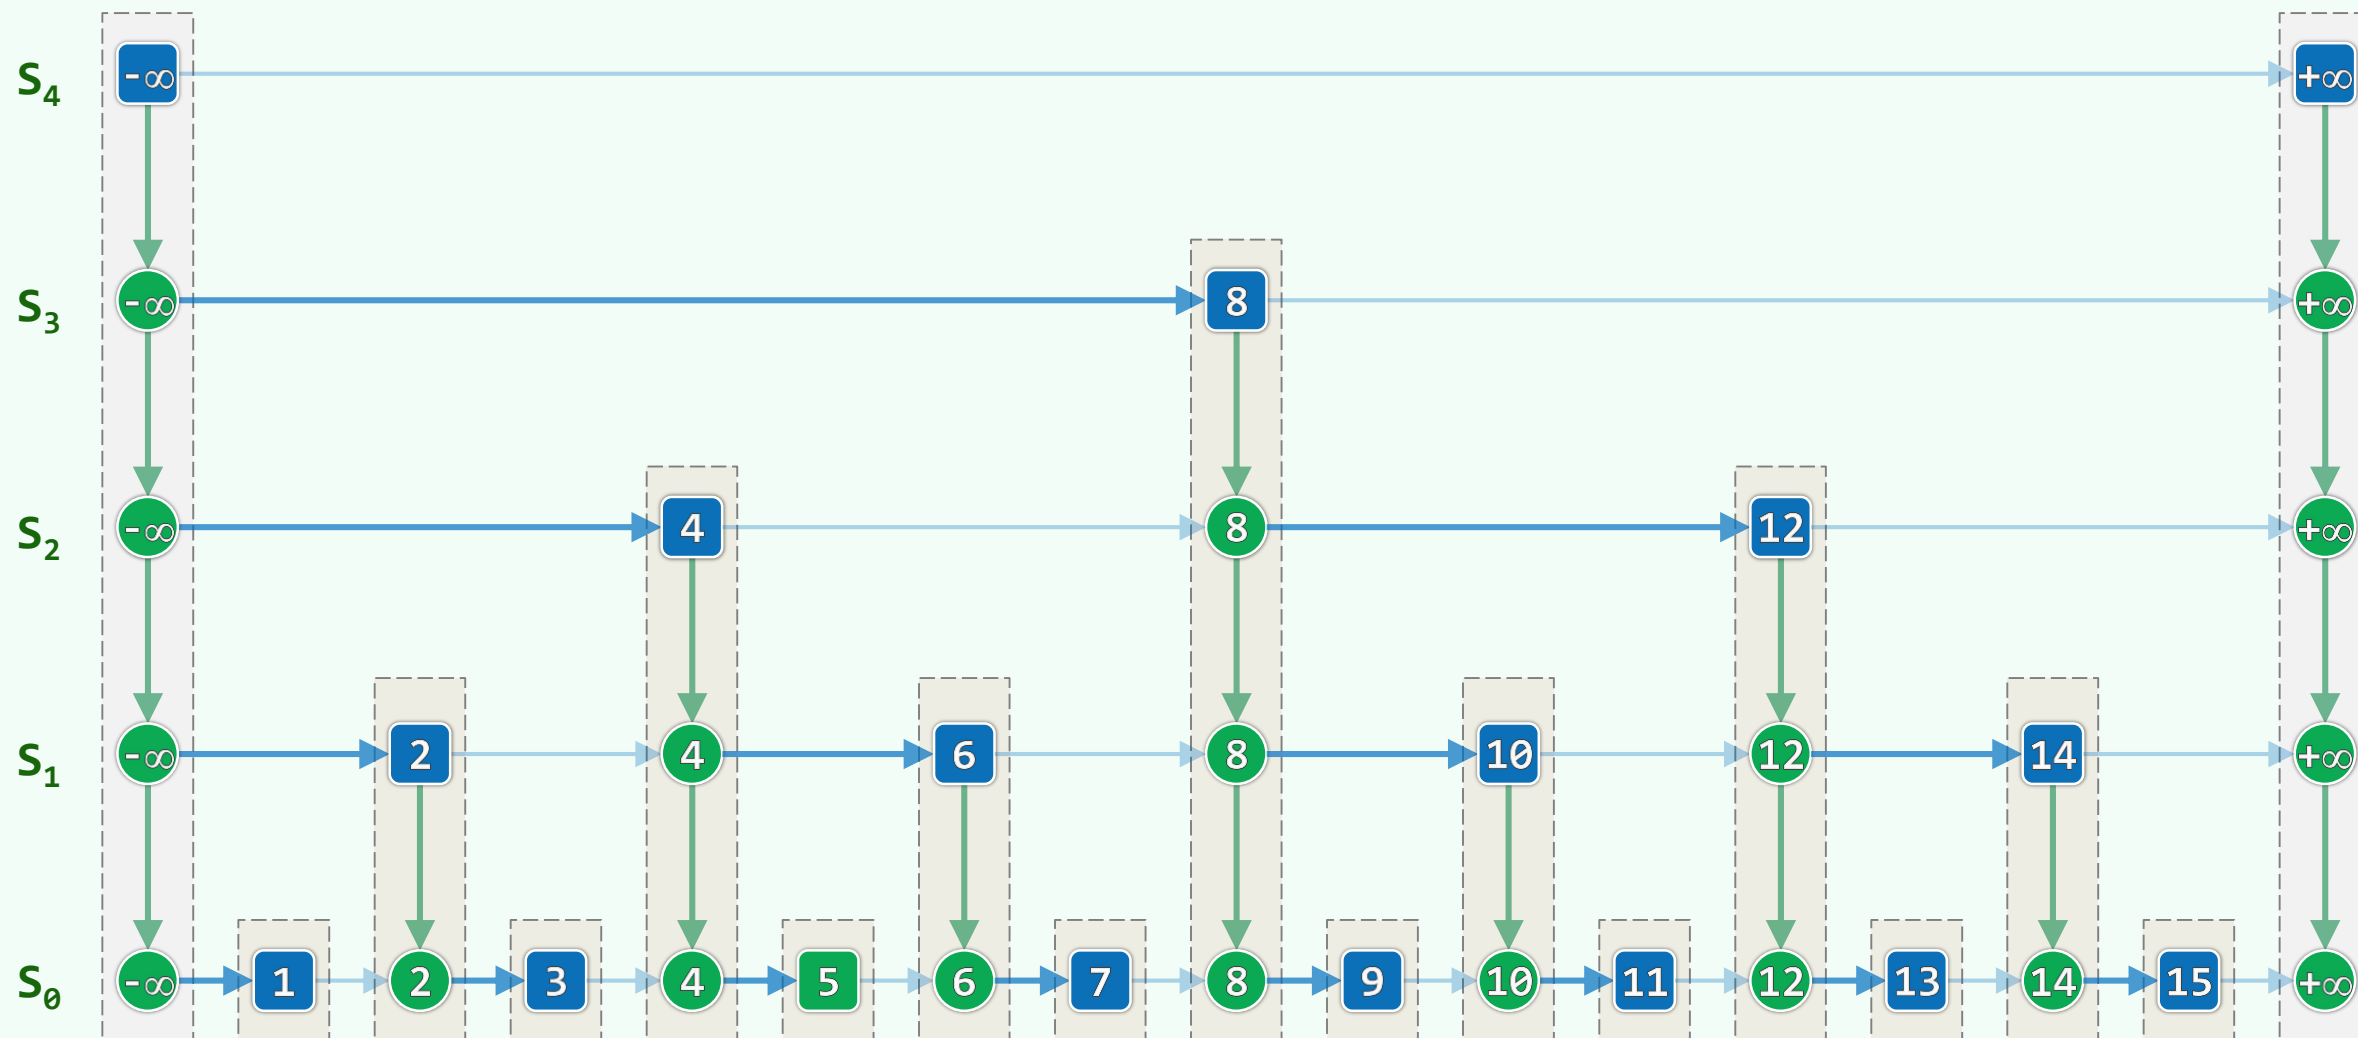 S₄ -∞ +∞
S₃ -∞ 8 +∞
S₂ -∞ 4 8 12 +∞
S₁ -∞ 2 4 6 8 10 12 14 +∞
S₀ -∞ 1 2 3 4 5 6 7 8 9 10 11 12 13 14 15 +∞